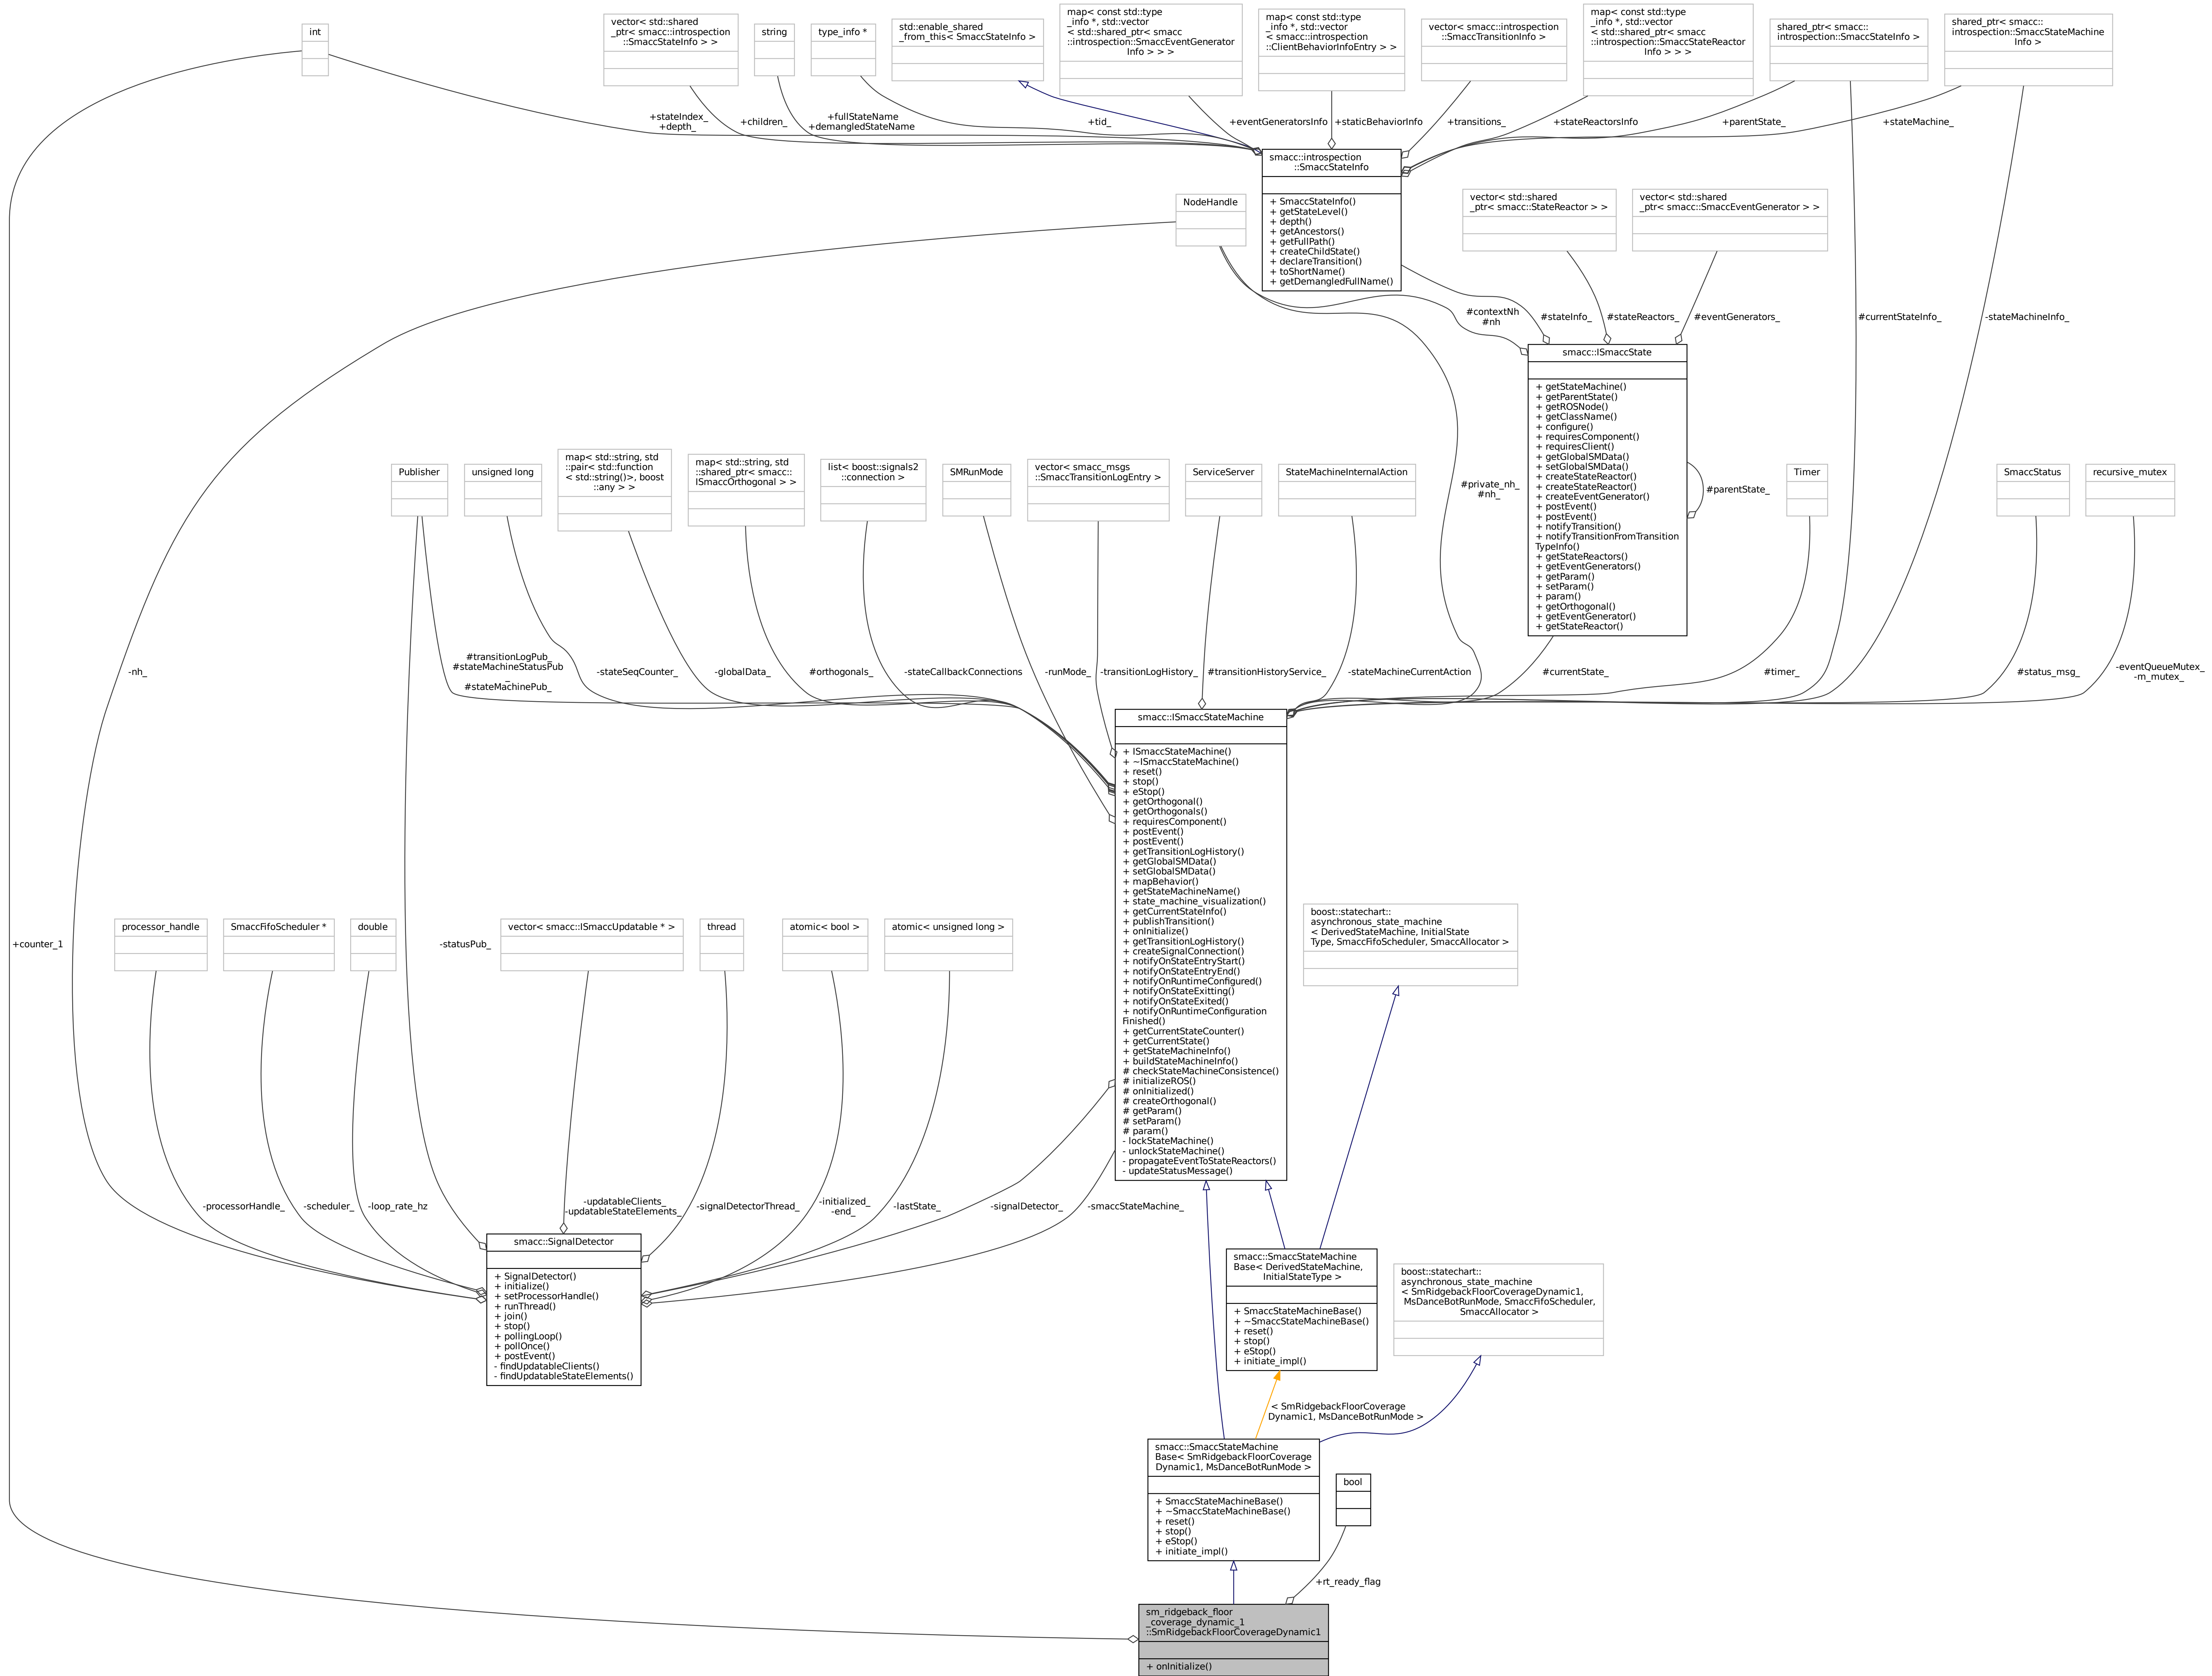 int
vector< std::shared
_ptr< smacc::introspection
::SmaccStateInfo > >
string
type_info *
std::enable_shared
_from_this< SmaccStateInfo >
map< const std::type
_info *, std::vector
< std::shared_ptr< smacc
::introspection::SmaccEventGenerator
Info > > >
map< const std::type
_info *, std::vector
< smacc::introspection
::ClientBehaviorInfoEntry > >
vector< smacc::introspection
::SmaccTransitionInfo >
map< const std::type
_info *, std::vector
< std::shared_ptr< smacc
::introspection::SmaccStateReactor
Info > > >
shared_ptr< smacc::
introspection::SmaccStateInfo >
shared_ptr< smacc::
introspection::SmaccStateMachine
Info >
+stateIndex_
+depth_
+children_
+fullStateName
+demangledStateName
+tid_
+eventGeneratorsInfo
+staticBehaviorInfo
+transitions_
+stateReactorsInfo
+parentState_
+stateMachine_
smacc::introspection
::SmaccStateInfo
+ SmaccStateInfo()
+ getStateLevel()
+ depth()
+ getAncestors()
+ getFullPath()
+ createChildState()
+ declareTransition()
+ toShortName()
+ getDemangledFullName()
NodeHandle
vector< std::shared
_ptr< smacc::StateReactor > >
vector< std::shared
_ptr< smacc::SmaccEventGenerator > >
#contextNh
#nh
#stateInfo_
#stateReactors_
#eventGenerators_
#currentStateInfo_
-stateMachineInfo_
smacc::ISmaccState
+ getStateMachine()
+ getParentState()
+ getROSNode()
+ getClassName()
+ configure()
+ requiresComponent()
+ requiresClient()
+ getGlobalSMData()
+ setGlobalSMData()
+ createStateReactor()
+ createStateReactor()
+ createEventGenerator()
+ postEvent()
+ postEvent()
+ notifyTransition()
+ notifyTransitionFromTransition
TypeInfo()
+ getStateReactors()
+ getEventGenerators()
+ getParam()
+ setParam()
+ param()
+ getOrthogonal()
+ getEventGenerator()
+ getStateReactor()
#parentState_
Publisher
unsigned long
map< std::string, std
::pair< std::function
< std::string()>, boost
::any > >
map< std::string, std
::shared_ptr< smacc::
ISmaccOrthogonal > >
list< boost::signals2
::connection >
SMRunMode
vector< smacc_msgs
::SmaccTransitionLogEntry >
ServiceServer
StateMachineInternalAction
#private_nh_
#nh_
Timer
SmaccStatus
recursive_mutex
-nh_
#transitionLogPub_
#stateMachineStatusPub
_
#stateMachinePub_
-stateSeqCounter_
-globalData_
#orthogonals_
-stateCallbackConnections
-runMode_
-transitionLogHistory_
#transitionHistoryService_
-stateMachineCurrentAction
#currentState_
#timer_
#status_msg_
-eventQueueMutex_
-m_mutex_
smacc::ISmaccStateMachine
+ ISmaccStateMachine()
+ ~ISmaccStateMachine()
+ reset()
+ stop()
+ eStop()
+ getOrthogonal()
+ getOrthogonals()
+ requiresComponent()
+ postEvent()
+ postEvent()
+ getTransitionLogHistory()
+ getGlobalSMData()
+ setGlobalSMData()
+ mapBehavior()
+ getStateMachineName()
+ state_machine_visualization()
+ getCurrentStateInfo()
+ publishTransition()
+ onInitialize()
+ getTransitionLogHistory()
+ createSignalConnection()
+ notifyOnStateEntryStart()
+ notifyOnStateEntryEnd()
+ notifyOnRuntimeConfigured()
+ notifyOnStateExitting()
+ notifyOnStateExited()
+ notifyOnRuntimeConfiguration
Finished()
+ getCurrentStateCounter()
+ getCurrentState()
+ getStateMachineInfo()
+ buildStateMachineInfo()
# checkStateMachineConsistence()
# initializeROS()
# onInitialized()
# createOrthogonal()
# getParam()
# setParam()
# param()
- lockStateMachine()
- unlockStateMachine()
- propagateEventToStateReactors()
- updateStatusMessage()
+counter_1
processor_handle
SmaccFifoScheduler *
double
-statusPub_
vector< smacc::ISmaccUpdatable * >
thread
atomic< bool >
atomic< unsigned long >
boost::statechart::
asynchronous_state_machine
< DerivedStateMachine, InitialState
Type, SmaccFifoScheduler, SmaccAllocator >
-processorHandle_
-scheduler_
-loop_rate_hz
-updatableClients_
-updatableStateElements_
-signalDetectorThread_
-initialized_
-end_
-lastState_
-signalDetector_
-smaccStateMachine_
smacc::SignalDetector
+ SignalDetector()
+ initialize()
+ setProcessorHandle()
+ runThread()
+ join()
+ stop()
+ pollingLoop()
+ pollOnce()
+ postEvent()
- findUpdatableClients()
- findUpdatableStateElements()
smacc::SmaccStateMachine
Base< DerivedStateMachine,
InitialStateType >
+ SmaccStateMachineBase()
+ ~SmaccStateMachineBase()
+ reset()
+ stop()
+ eStop()
+ initiate_impl()
boost::statechart::
asynchronous_state_machine
< SmRidgebackFloorCoverageDynamic1,
MsDanceBotRunMode, SmaccFifoScheduler,
SmaccAllocator >
< SmRidgebackFloorCoverage
Dynamic1, MsDanceBotRunMode >
smacc::SmaccStateMachine
Base< SmRidgebackFloorCoverage
Dynamic1, MsDanceBotRunMode >
+ SmaccStateMachineBase()
+ ~SmaccStateMachineBase()
+ reset()
+ stop()
+ eStop()
+ initiate_impl()
bool
+rt_ready_flag
sm_ridgeback_floor
_coverage_dynamic_1
::SmRidgebackFloorCoverageDynamic1
+ onInitialize()